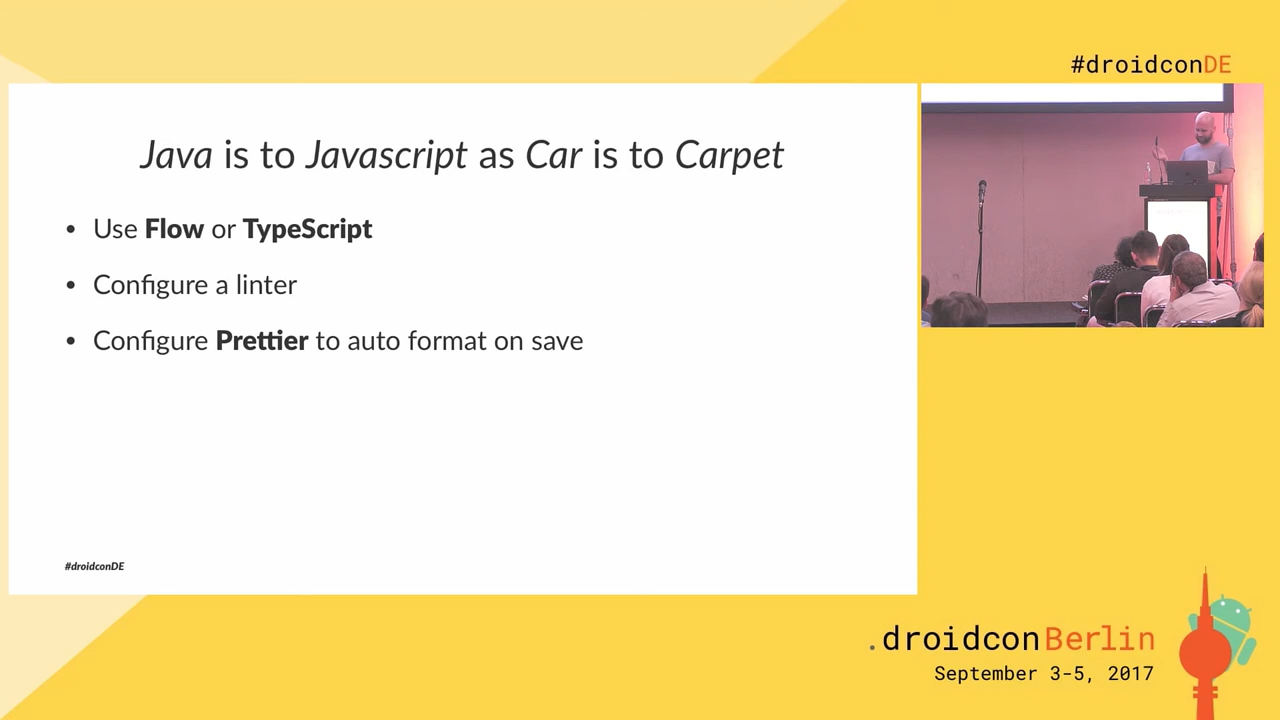 #droidconDE
Java is to Javascript as Car is to Carpet
• Use Flow or TypeScript
• Configure a linter
• Configure Prettier to auto format on save
#droidconDE
.droidconBerlin
September 3-5, 2017